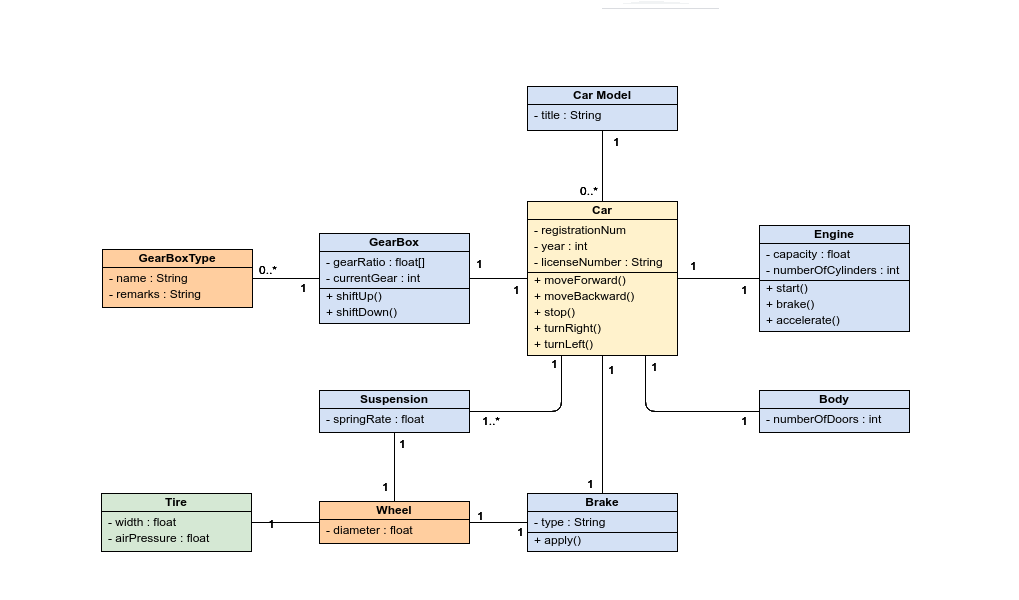 Car Model
- title : String
1
0..*
Car
- registrationNum
- year : int
- licenseNumber : String
+ moveForward()
+ moveBackward()
+ stop()
+ turnRight()
+ turnLeft()
GearBoxType
- name : String
- remarks : String
0..*
1
GearBox
- gearRatio : float[]
- currentGear : int
+ shiftUp()
+ shiftDown()
1
1
1
1
Engine
- capacity : float
- numberOfCylinders : int
+ start()
+ brake()
+ accelerate()
1
1
1
Suspension
- springRate : float
1..*
1
Body
- numberOfDoors : int
1
1
1
Tire
- width : float
- airPressure : float
1
Wheel
- diameter : float
1
1
Brake
- type : String
+ apply()